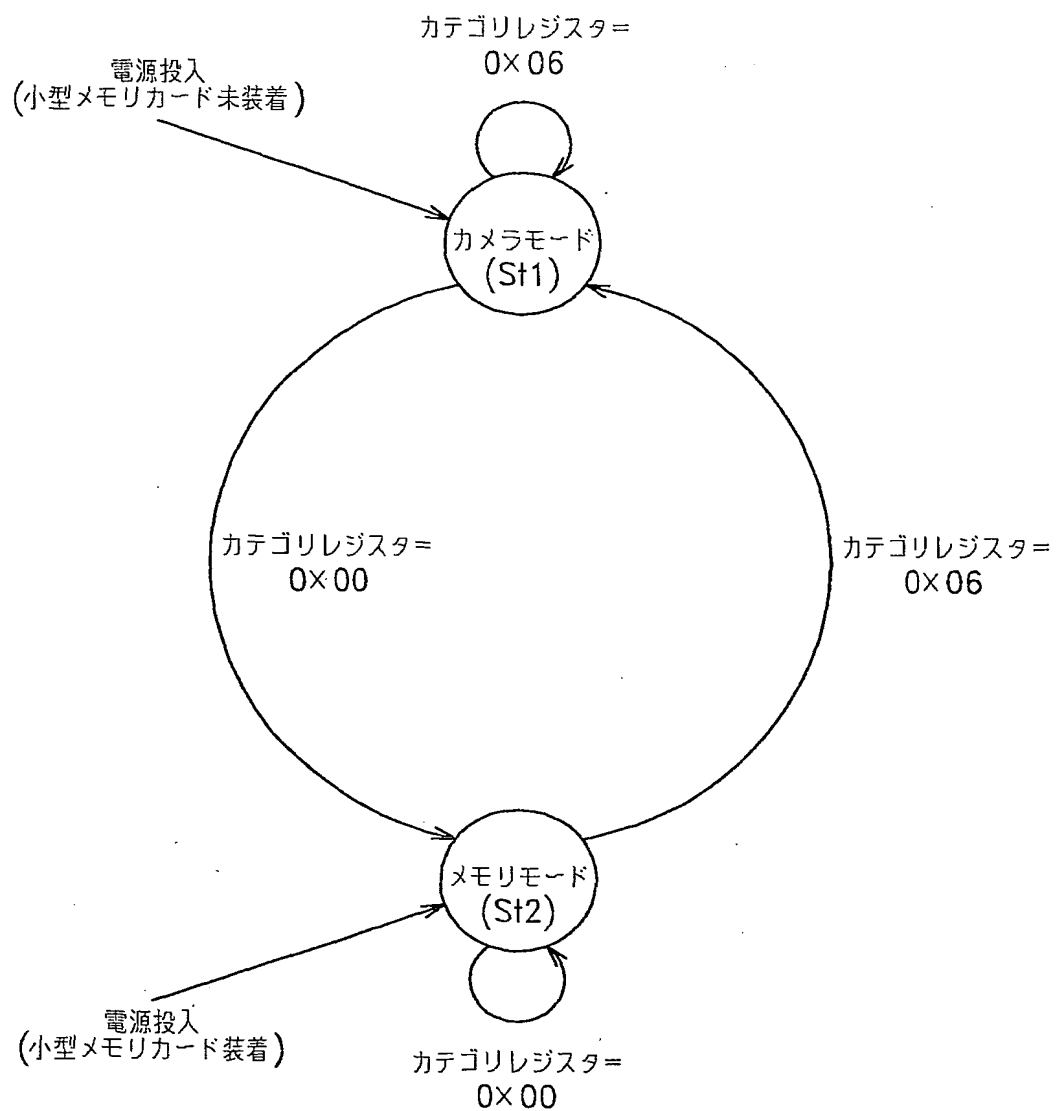 カテゴリレジスタ=
0×06
電源投入
(小型メモリカード未装着)
カメラモード
(St1)
カテゴリレジスタ=
0×00
カテゴリレジスタ=
0×06
メモリモード
(St2)
電源投入
(小型メモリカード装着)
カテゴリレジスタ=
0×00